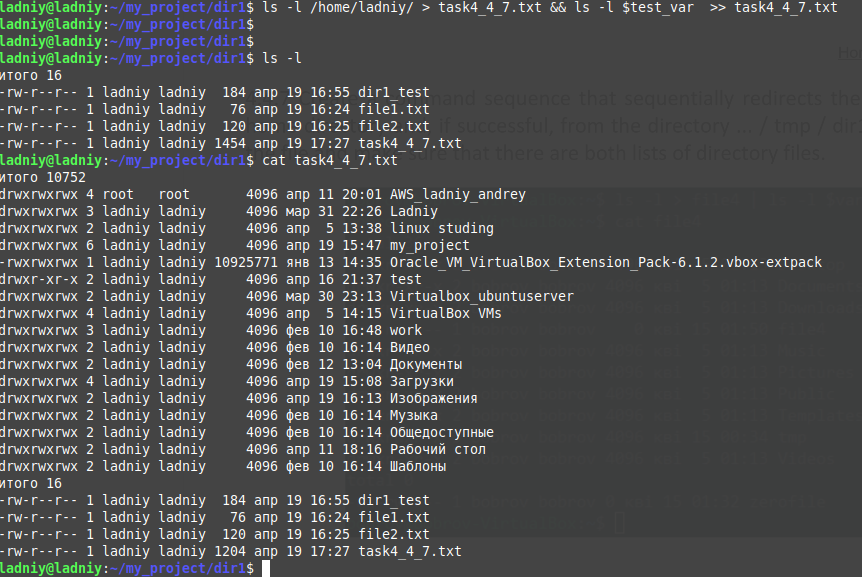 ladniy@ladniy:~/my_project/dir1$ ls -l /home/ladniy/ > task4_4_7.txt && ls -l $test_var  >> task4_4_7.txt
ladniy@ladniy:~/my_project/dir1$
ladniy@ladniy:~/my_project/dir1$
ladniy@ladniy:~/my_project/dir1$ ls -l
итого 16
-rw-r--r-- 1 ladniy ladniy  184 апр 19 16:55 dir1_test
-rw-r--r-- 1 ladniy ladniy   76 апр 19 16:24 file1.txt
-rw-r--r-- 1 ladniy ladniy  120 апр 19 16:25 file2.txt
-rw-r--r-- 1 ladniy ladniy 1454 апр 19 17:27 task4_4_7.txt
ladniy@ladniy:~/my_project/dir1$ cat task4_4_7.txt
итого 10752
drwxrwxrwx 4 root   root       4096 апр 11 20:01 AWS_ladniy_andrey
drwxrwxrwx 3 ladniy ladniy     4096 мар 31 22:26 Ladniy
drwxrwxrwx 2 ladniy ladniy     4096 апр  5 13:38 linux studing
drwxrwxrwx 6 ladniy ladniy     4096 апр 19 15:47 my_project
-rwxrwxrwx 1 ladniy ladniy 10925771 янв 13 14:35 Oracle_VM_VirtualBox_Extension_Pack-6.1.2.vbox-extpack
drwxr-xr-x 2 ladniy ladniy     4096 апр 16 21:37 test
drwxrwxrwx 2 ladniy ladniy     4096 мар 30 23:13 Virtualbox_ubuntuserver
drwxrwxrwx 4 ladniy ladniy     4096 апр  5 14:15 VirtualBox VMs
drwxrwxrwx 3 ladniy ladniy     4096 фев 10 16:48 work
drwxrwxrwx 2 ladniy ladniy     4096 фев 10 16:14 Видео
drwxrwxrwx 2 ladniy ladniy     4096 фев 12 13:04 Документы
drwxrwxrwx 4 ladniy ladniy     4096 апр 19 15:08 Загрузки
drwxrwxrwx 2 ladniy ladniy     4096 апр 19 16:13 Изображения
drwxrwxrwx 2 ladniy ladniy     4096 фев 10 16:14 Музыка
drwxrwxrwx 2 ladniy ladniy     4096 фев 10 16:14 Общедоступные
drwxrwxrwx 2 ladniy ladniy     4096 апр 11 18:16 Рабочий стол
drwxrwxrwx 2 ladniy ladniy     4096 фев 10 16:14 Шаблоны
итого 16
-rw-r--r-- 1 ladniy ladniy  184 апр 19 16:55 dir1_test
-rw-r--r-- 1 ladniy ladniy   76 апр 19 16:24 file1.txt
-rw-r--r-- 1 ladniy ladniy  120 апр 19 16:25 file2.txt
-rw-r--r-- 1 ladniy ladniy 1204 апр 19 17:27 task4_4_7.txt
ladniy@ladniy:~/my_project/dir1$